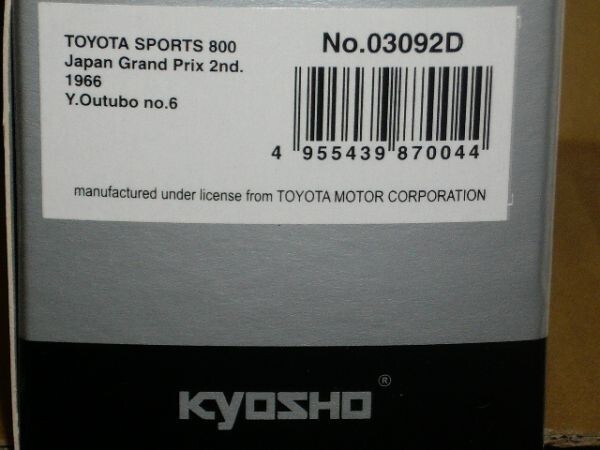 TOYOTA SPORTS 800
Japan Grand Prix 2nd.
1966
Y.Outubo no.6
No.03092D
4 955439 870044
manufactured under license from TOYOTA MOTOR CORPORATION
KYOSHO®